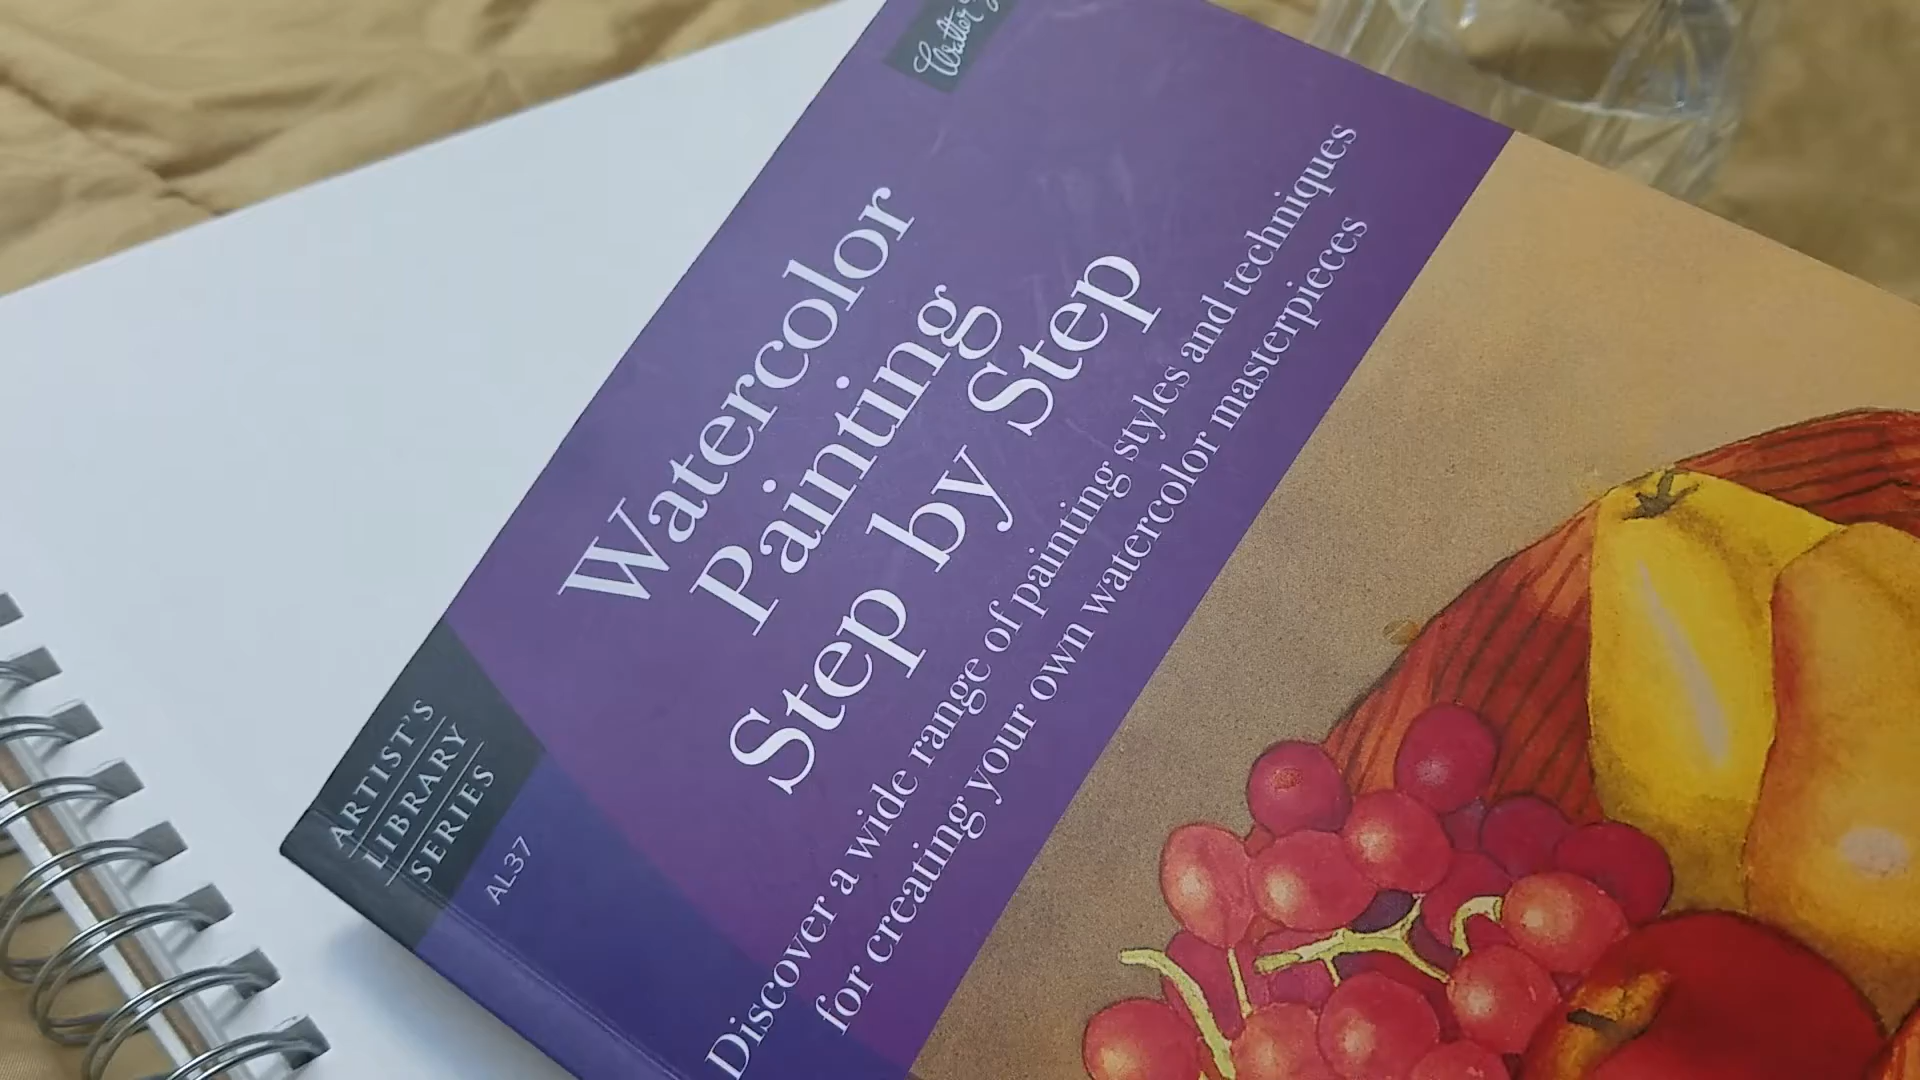 Walter
Watercolor
Painting
Step by Step
Discover a wide range of painting styles and techniques
for creating your own watercolor masterpieces
ARTIST'S
LIBRARY
SERIES
AL37